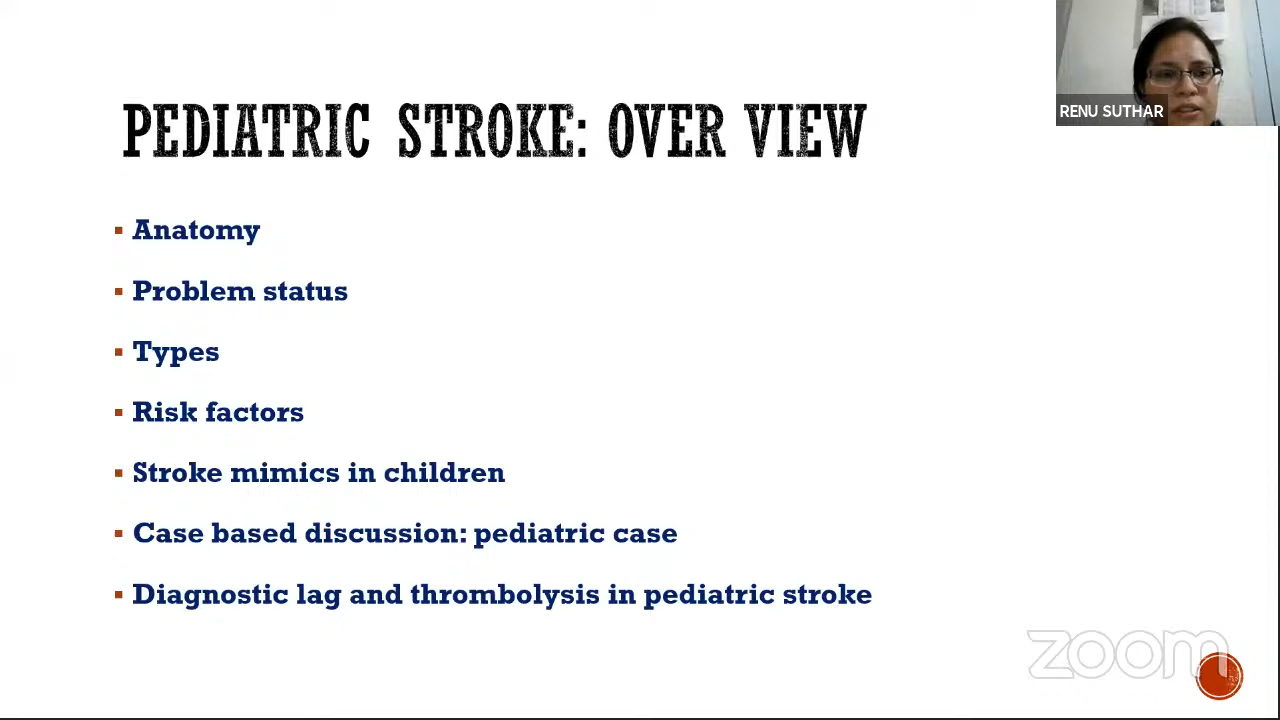 PEDIATRIC STROKE: OVER VIEW
RENU SUTHAR
Anatomy
Problem status
Types
Risk factors
Stroke mimics in children
Case based discussion: pediatric case
Diagnostic lag and thrombolysis in pediatric stroke
zoom